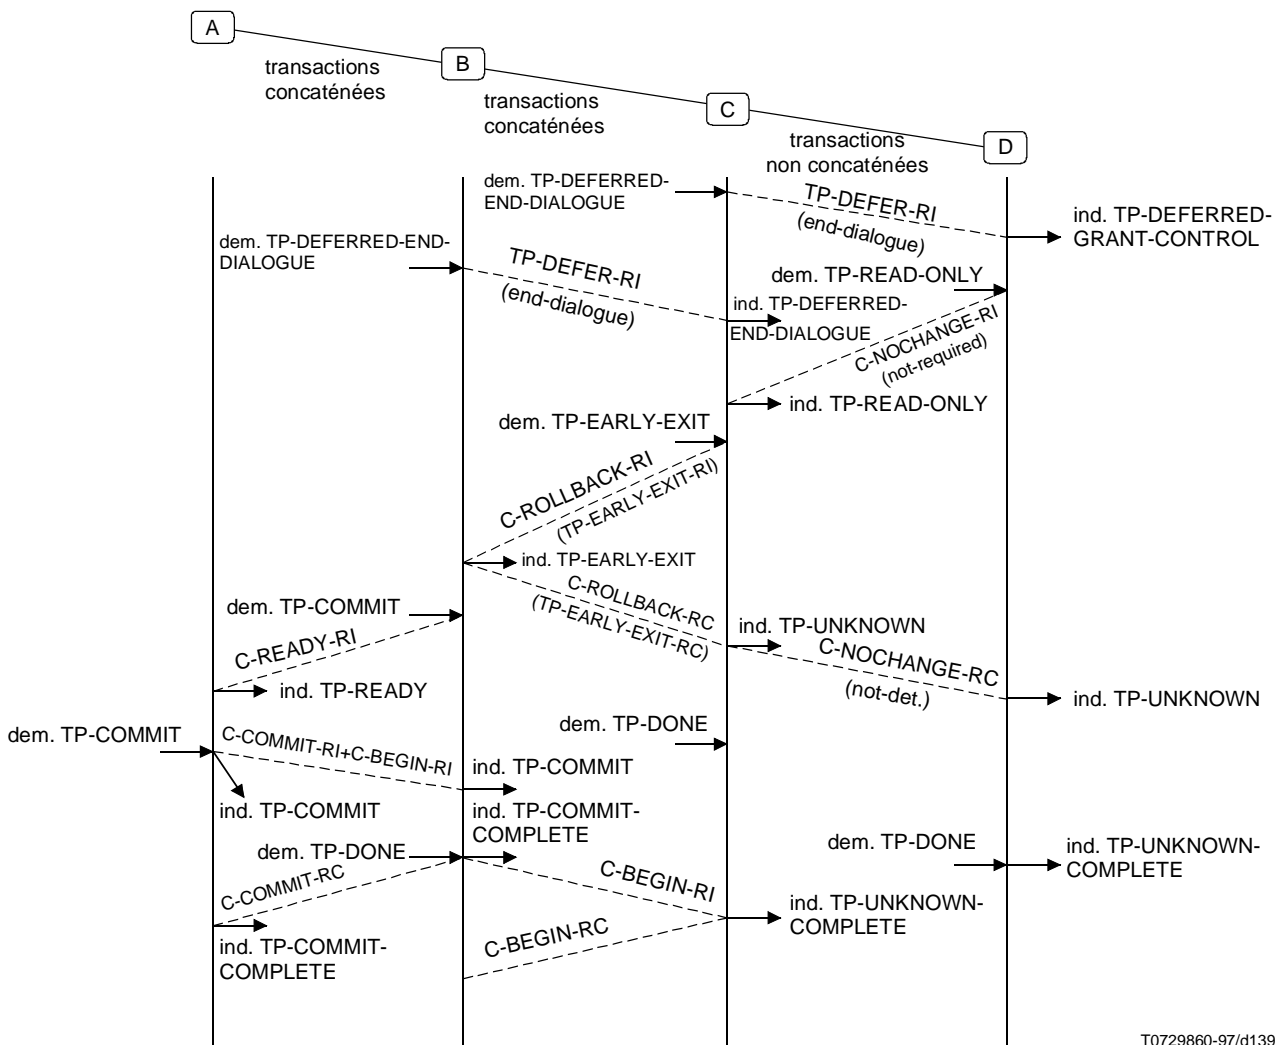 A
B
C
D
transactions
concaténées
transactions
concaténées
transactions
non concaténées
dem. TP-DEFERRED-
END-DIALOGUE
TP-DEFER-RI
(end-dialogue)
ind. TP-DEFERRED-
GRANT-CONTROL
dem. TP-DEFERRED-END-
DIALOGUE
TP-DEFER-RI
(end-dialogue)
ind. TP-DEFERRED-
END-DIALOGUE
dem. TP-READ-ONLY
C-NOCHANGE-RI
(not-required)
ind. TP-READ-ONLY
dem. TP-EARLY-EXIT
C-ROLLBACK-RI
(TP-EARLY-EXIT-RI)
ind. TP-EARLY-EXIT
C-ROLLBACK-RC
(TP-EARLY-EXIT-RC)
dem. TP-COMMIT
C-READY-RI
ind. TP-READY
ind. TP-UNKNOWN
C-NOCHANGE-RC
(not-det.)
ind. TP-UNKNOWN
dem. TP-COMMIT
C-COMMIT-RI+C-BEGIN-RI
ind. TP-COMMIT
dem. TP-DONE
ind. TP-COMMIT
ind. TP-COMMIT-
COMPLETE
dem. TP-DONE
C-COMMIT-RC
ind. TP-COMMIT-
COMPLETE
C-BEGIN-RI
C-BEGIN-RC
dem. TP-DONE
ind. TP-UNKNOWN-
COMPLETE
ind. TP-UNKNOWN-
COMPLETE
T0729860-97/d139